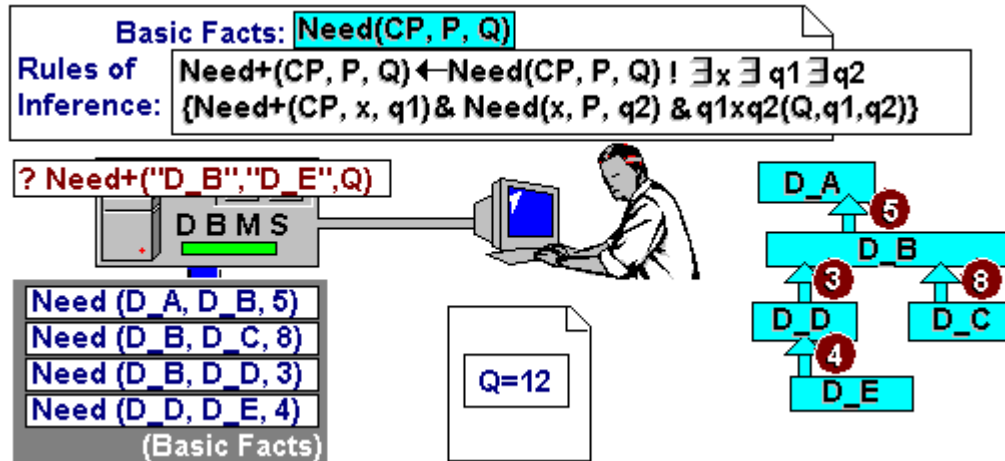 Basic Facts: Need(CP, P, Q)
Rules of Inference:
Need+(CP, P, Q)←Need(CP, P, Q) ! ∃x ∃q1∃q2
{Need+(CP, x, q1)& Need(x, P, q2) &q1xq2(Q,q1,q2)}
? Need+("D_B","D_E",Q)
D B M S
Need (D_A, D_B, 5)
Need (D_B, D_C, 8)
Need (D_B, D_D, 3)
Need (D_D, D_E, 4)
(Basic Facts)
Q=12
D_A
5
D_B
3
8
D_D
D_C
4
D_E